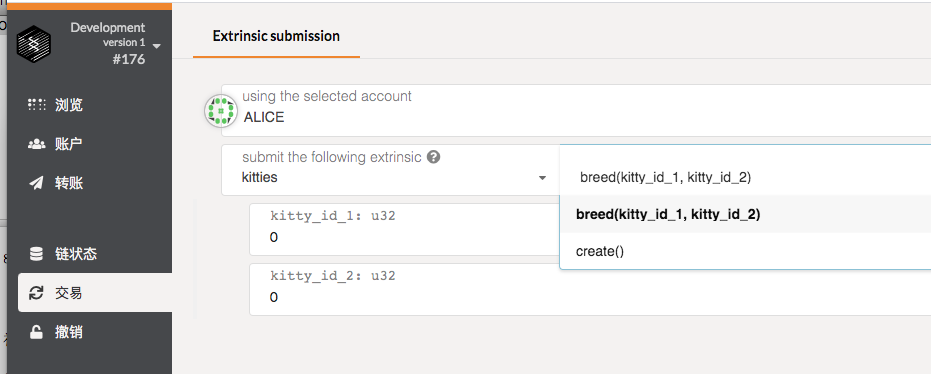 Development
version 1
#176
浏览
账户
转账
链状态
交易
撤销
Extrinsic submission
using the selected account
ALICE
submit the following extrinsic
kitties
breed(kitty_id_1, kitty_id_2)
breed(kitty_id_1, kitty_id_2)
create()
kitty_id_1: u32
0
kitty_id_2: u32
0